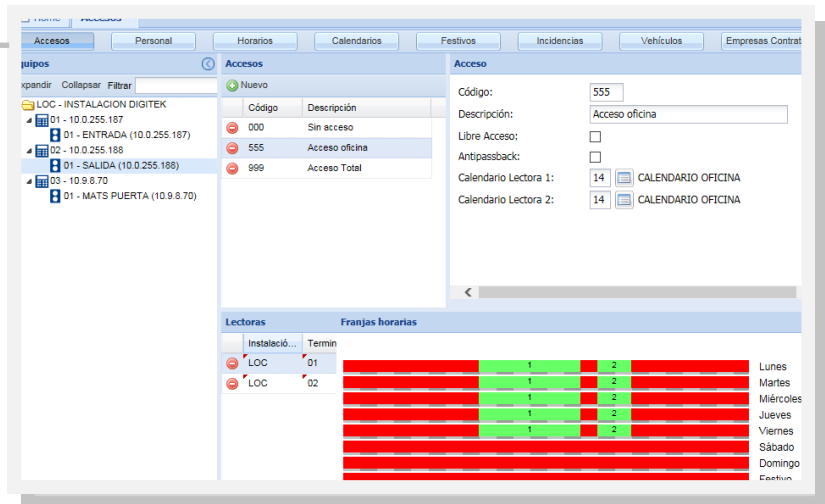 Home Accesos
Accesos Personal Horarios Calendarios Festivos Incidencias Vehículos Empresas Contrat
quipos
xpandir Collapsar Filtrar
LOC - INSTALACION DIGITEK
01 - 10.0.255.187
01 - ENTRADA (10.0.255.187)
02 - 10.0.255.188
01 - SALIDA (10.0.255.188)
03 - 10.9.8.70
01 - MATS PUERTA (10.9.8.70)
Accesos
Nuevo
Código Descripción
000 Sin acceso
555 Acceso oficina
999 Acceso Total
Acceso
Código: 555
Descripción: Acceso oficina
Libre Acceso:
Antipassback:
Calendario Lectora 1: 14 CALENDARIO OFICINA
Calendario Lectora 2: 14 CALENDARIO OFICINA
Lectoras
Instalació... Termin
LOC 01
LOC 02
Franjas horarias
1 2 Lunes
1 2 Martes
1 2 Miércoles
1 2 Jueves
1 2 Viernes
Sábado
Domingo
Festivo